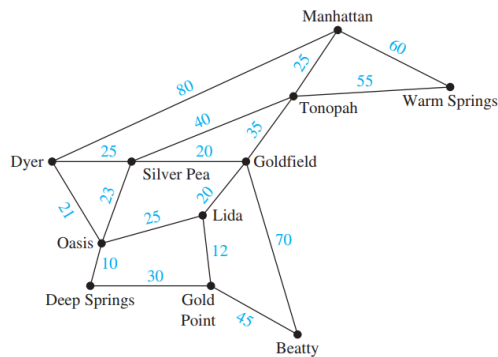 Manhattan
80
25
60
40
55
Tonopah
Warm Springs
35
Dyer
25
20
Goldfield
Silver Pea
21
23
20
25
Lida
Oasis
12
70
10
30
Deep Springs
Gold
Point
45
Beatty